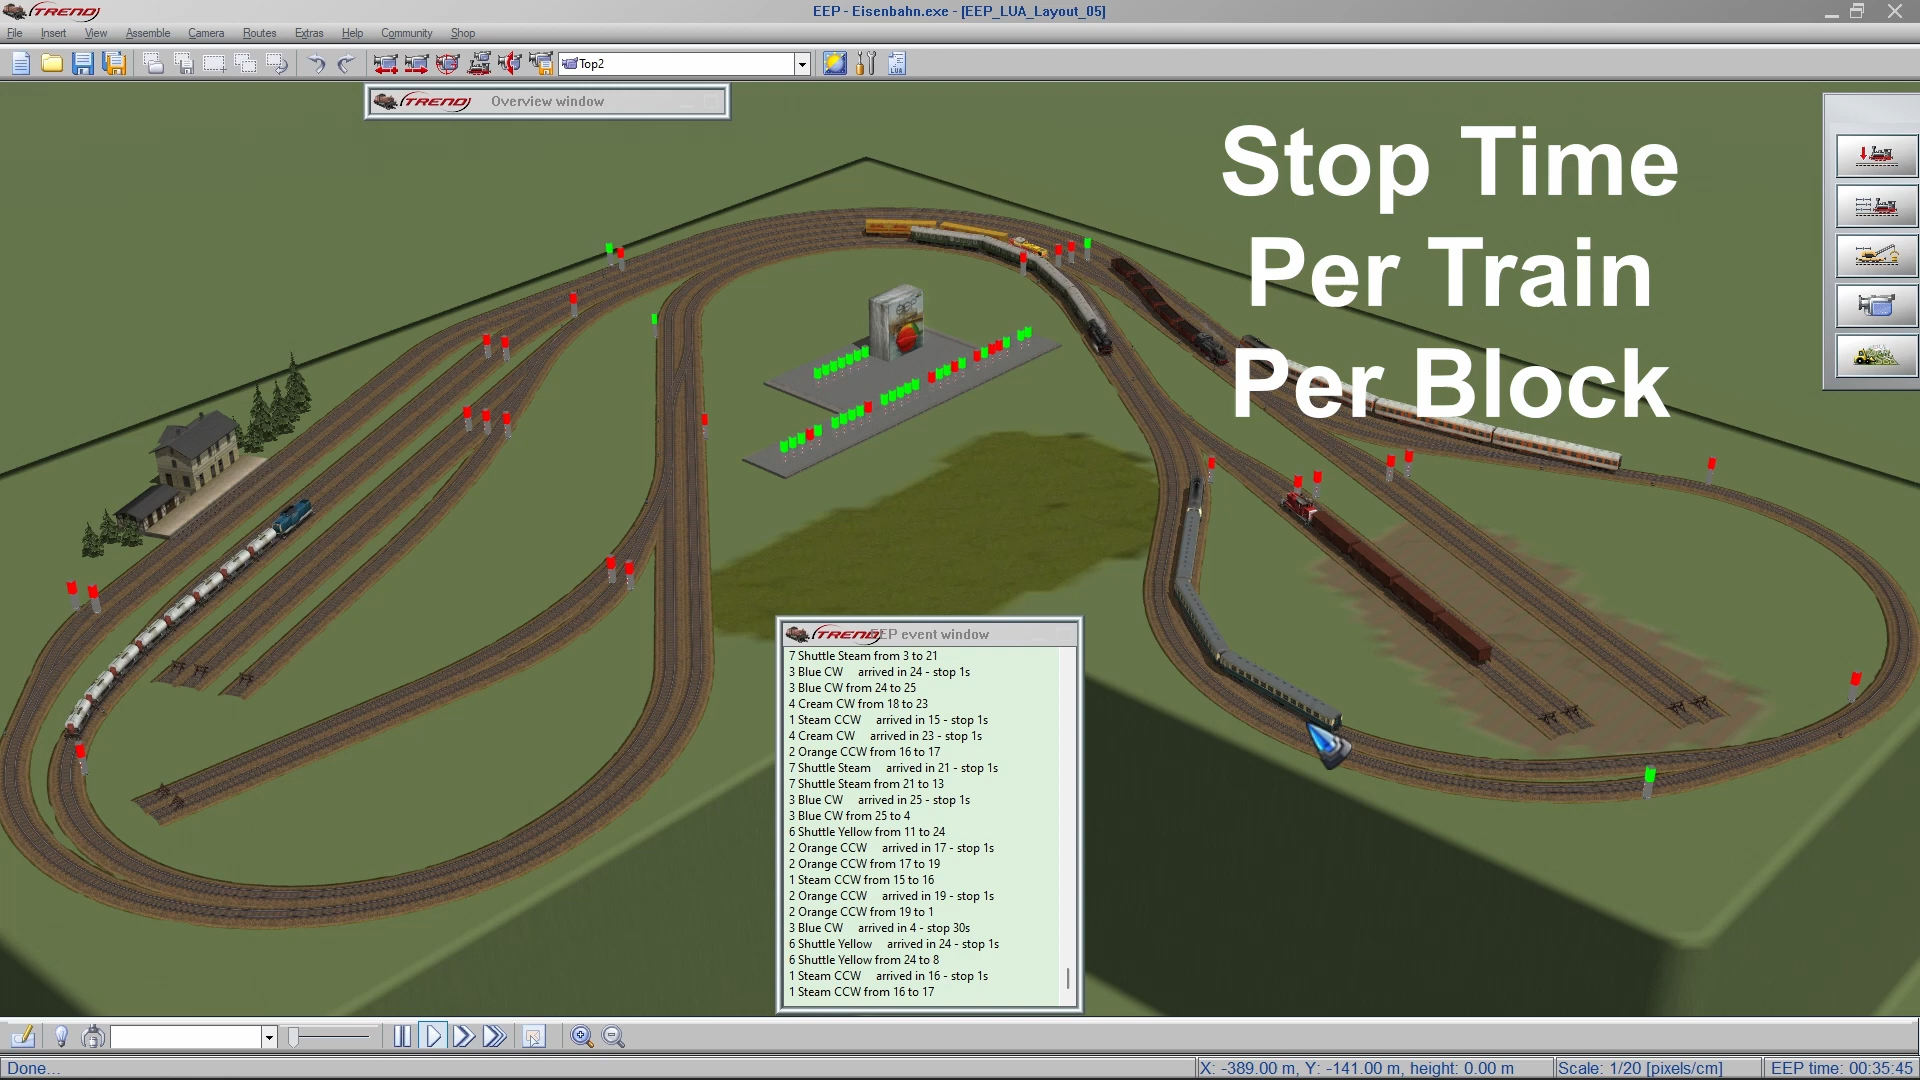 TREND
EEP - Eisenbahn.exe - [EEP_LUA_Layout_05]
File Insert View Assemble Camera Routes Extras Help Community Shop
Top2
LUA
TREND Overview window
Stop Time
Per Train
Per Block
TREND EEP event window
7 Shuttle Steam from 3 to 21
3 Blue CW arrived in 24 - stop 1s
3 Blue CW from 24 to 25
4 Cream CW from 18 to 23
1 Steam CCW arrived in 15 - stop 1s
4 Cream CW arrived in 23 - stop 1s
2 Orange CCW from 16 to 17
7 Shuttle Steam arrived in 21 - stop 1s
7 Shuttle Steam from 21 to 13
3 Blue CW arrived in 25 - stop 1s
3 Blue CW from 25 to 4
6 Shuttle Yellow from 11 to 24
2 Orange CCW arrived in 17 - stop 1s
2 Orange CCW from 17 to 19
1 Steam CCW from 15 to 16
2 Orange CCW arrived in 19 - stop 1s
2 Orange CCW from 19 to 1
3 Blue CW arrived in 4 - stop 30s
6 Shuttle Yellow arrived in 24 - stop 1s
6 Shuttle Yellow from 24 to 8
1 Steam CCW arrived in 16 - stop 1s
1 Steam CCW from 16 to 17
Done...
X: -389.00 m, Y: -141.00 m, height: 0.00 m
Scale: 1/20 [pixels/cm]
EEP time: 00:35:45